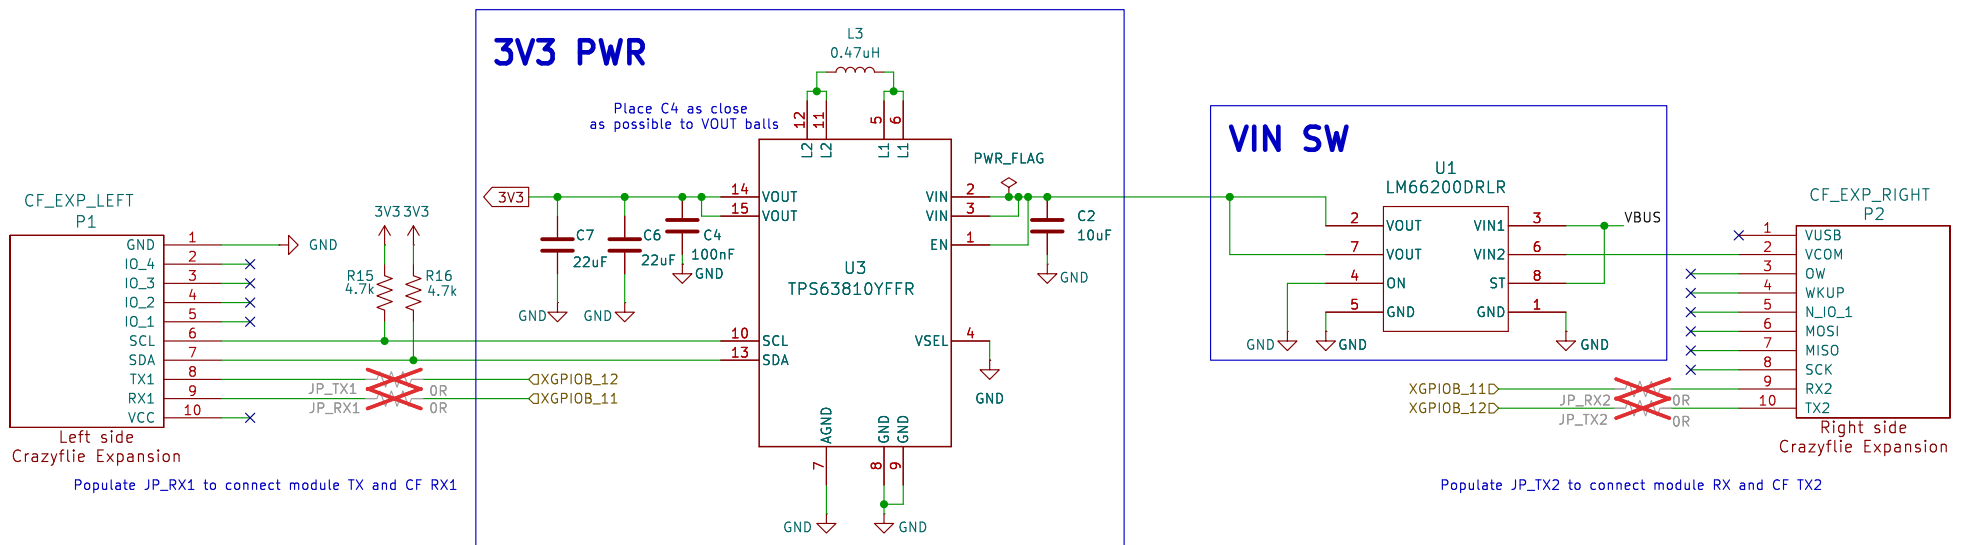 3V3 PWR
Place C4 as close
as possible to VOUT balls
L3
0.47uH
12
11
5
6
L2
L2
L1
L1
CF_EXP_LEFT
P1
GND 1
IO_4 2
IO_3 3
IO_2 4
IO_1 5
SCL 6
SDA 7
TX1 8
RX1 9
VCC 10
Left side
Crazyflie Expansion
GND
3V3
3V3
R15
4.7k
R16
4.7k
JP_TX1
0R
JP_RX1
0R
XGPIOB_12
XGPIOB_11
Populate JP_RX1 to connect module TX and CF RX1
3V3
C7
22uF
GND
C6
22uF
GND
C4
100nF
GND
14 VOUT
15 VOUT
10 SCL
13 SDA
U3
TPS63810YFFR
VIN 2
VIN 3
EN 1
VSEL 4
GND
AGND
GND
GND
7
8
9
GND
GND
PWR_FLAG
C2
10uF
GND
VIN SW
U1
LM66200DRLR
2 VOUT
7 VOUT
4 ON
5 GND
VIN1 3
VIN2 6
ST 8
GND 1
GND
GND
GND
VBUS
CF_EXP_RIGHT
P2
1 VUSB
2 VCOM
3 OW
4 WKUP
5 N_IO_1
6 MOSI
7 MISO
8 SCK
9 RX2
10 TX2
Right side
Crazyflie Expansion
XGPIOB_11
XGPIOB_12
JP_RX2
0R
JP_TX2
0R
Populate JP_TX2 to connect module RX and CF TX2